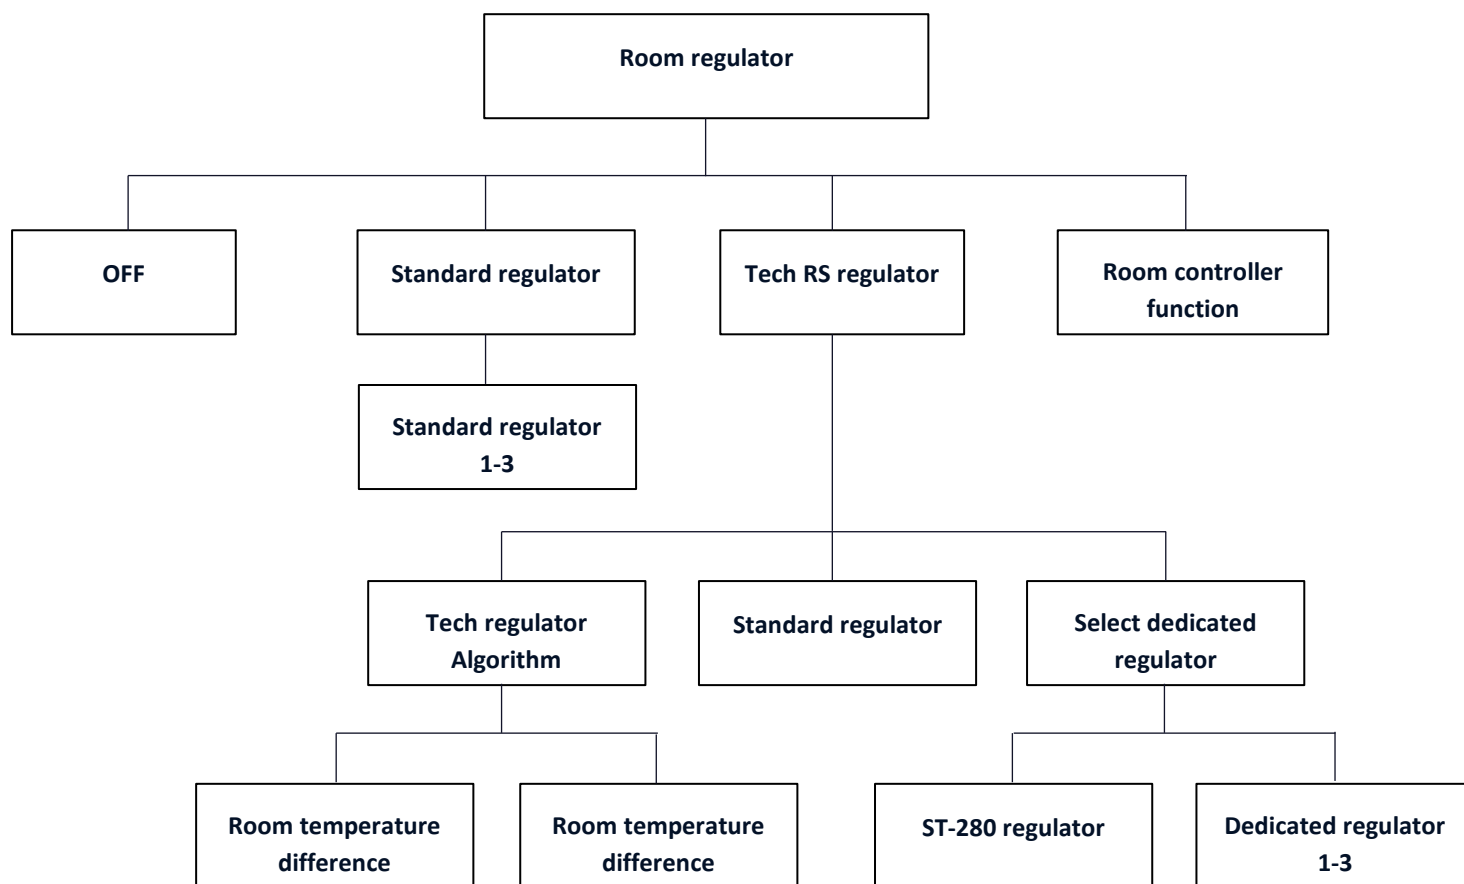 Room regulator
OFF
Standard regulator
Tech RS regulator
Room controller
function
Standard regulator
1-3
Tech regulator
Algorithm
Standard regulator
Select dedicated
regulator
Room temperature
difference
Room temperature
difference
ST-280 regulator
Dedicated regulator
1-3